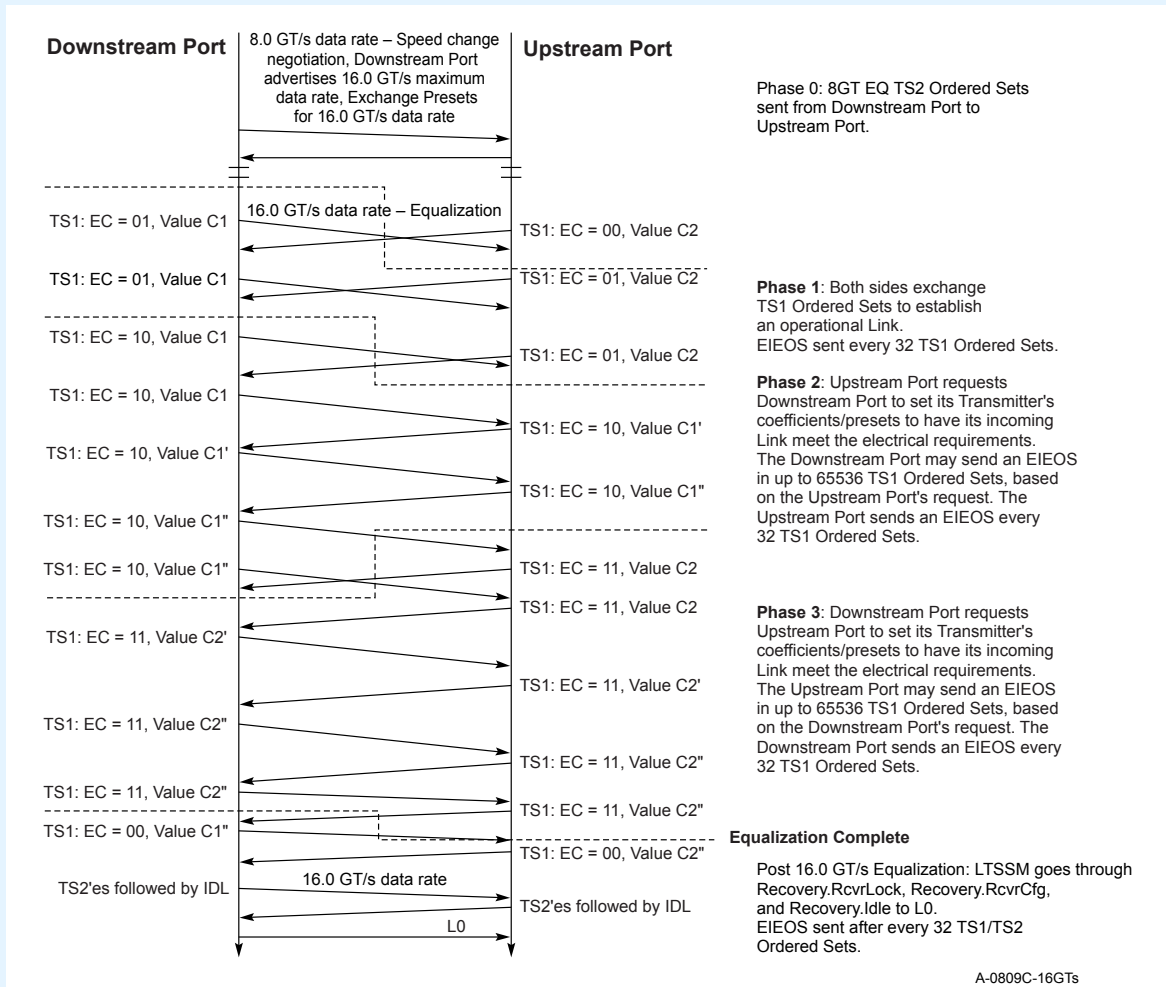 Downstream Port
8.0 GT/s data rate – Speed change
negotiation, Downstream Port
advertises 16.0 GT/s maximum
data rate, Exchange Presets
for 16.0 GT/s data rate
Upstream Port
Phase 0: 8GT EQ TS2 Ordered Sets
sent from Downstream Port to
Upstream Port.
16.0 GT/s data rate – Equalization
TS1: EC = 01, Value C1
TS1: EC = 00, Value C2
TS1: EC = 01, Value C1
TS1: EC = 01, Value C2
Phase 1: Both sides exchange
TS1 Ordered Sets to establish
an operational Link.
EIEOS sent every 32 TS1 Ordered Sets.
TS1: EC = 10, Value C1
TS1: EC = 01, Value C2
Phase 2: Upstream Port requests
Downstream Port to set its Transmitter's
coefficients/presets to have its incoming
Link meet the electrical requirements.
The Downstream Port may send an EIEOS
in up to 65536 TS1 Ordered Sets, based
on the Upstream Port's request. The
Upstream Port sends an EIEOS every
32 TS1 Ordered Sets.
TS1: EC = 10, Value C1
TS1: EC = 10, Value C1'
TS1: EC = 10, Value C1'
TS1: EC = 10, Value C1"
TS1: EC = 10, Value C1"
TS1: EC = 10, Value C1"
TS1: EC = 11, Value C2
TS1: EC = 11, Value C2
Phase 3: Downstream Port requests
Upstream Port to set its Transmitter's
coefficients/presets to have its incoming
Link meet the electrical requirements.
The Upstream Port may send an EIEOS
in up to 65536 TS1 Ordered Sets, based
on the Downstream Port's request. The
Downstream Port sends an EIEOS every
32 TS1 Ordered Sets.
TS1: EC = 11, Value C2'
TS1: EC = 11, Value C2'
TS1: EC = 11, Value C2"
TS1: EC = 11, Value C2"
TS1: EC = 11, Value C2"
TS1: EC = 11, Value C2"
TS1: EC = 00, Value C1"
Equalization Complete
TS1: EC = 00, Value C2"
Post 16.0 GT/s Equalization: LTSSM goes through
Recovery.RcvrLock, Recovery.RcvrCfg,
and Recovery.Idle to L0.
EIEOS sent after every 32 TS1/TS2
Ordered Sets.
TS2'es followed by IDL
16.0 GT/s data rate
TS2'es followed by IDL
L0
A-0809C-16GTs